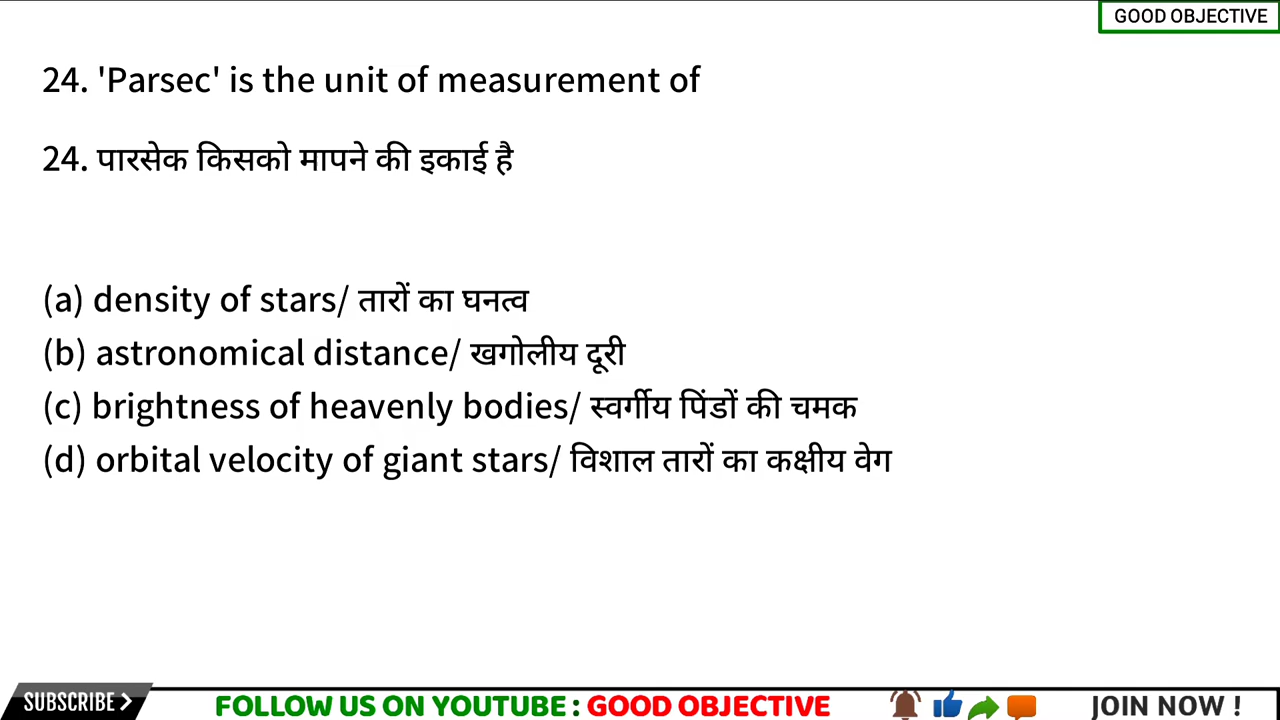 GOOD OBJECTIVE
24. 'Parsec' is the unit of measurement of
24. पारसेक किसको मापने की इकाई है
(a) density of stars/ तारों का घनत्व
(b) astronomical distance/ खगोलीय दूरी
(c) brightness of heavenly bodies/ स्वर्गीय पिंडों की चमक
(d) orbital velocity of giant stars/ विशाल तारों का कक्षीय वेग
SUBSCRIBE FOLLOW US ON YOUTUBE : GOOD OBJECTIVE JOIN NOW !